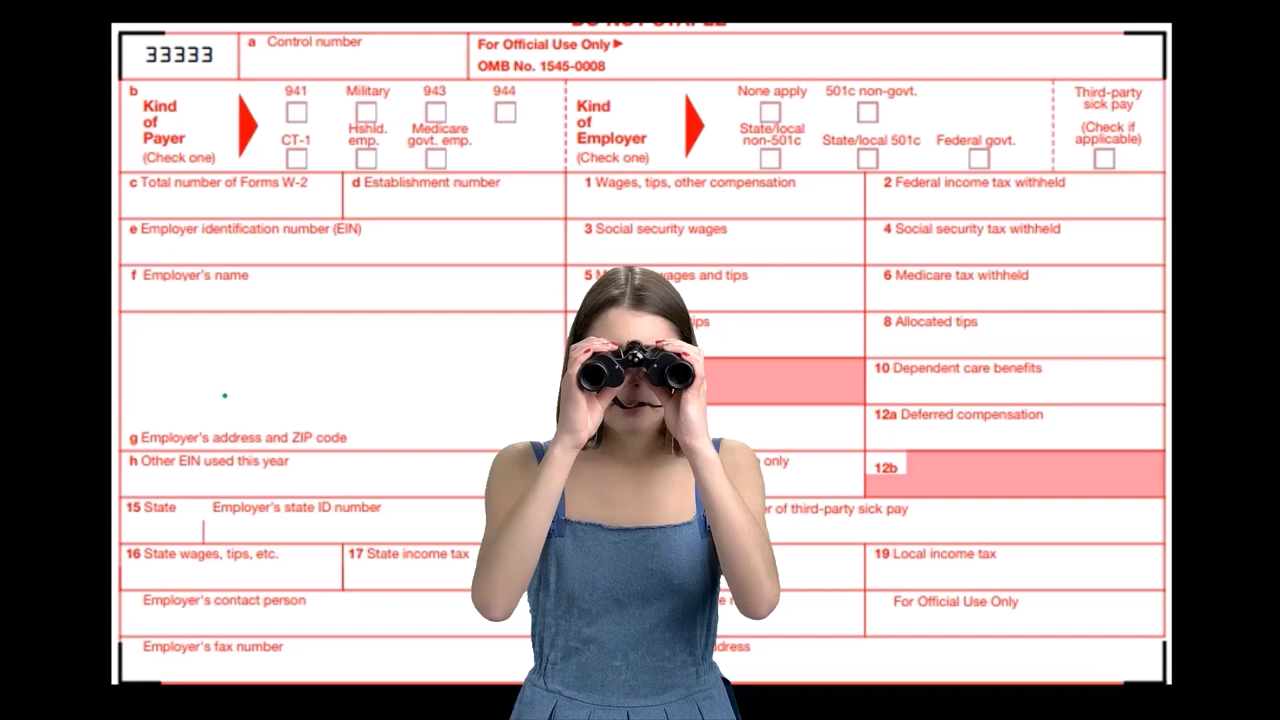 33333
a Control number
For Official Use Only ▶
OMB No. 1545-0008
b
Kind of Payer
(Check one)
941
Military
943
944
CT-1
Hshld. emp.
Medicare govt. emp.
Kind of Employer
(Check one)
None apply
501c non-govt.
State/local non-501c
State/local 501c
Federal govt.
Third-party sick pay
(Check if applicable)
c Total number of Forms W-2
d Establishment number
1 Wages, tips, other compensation
2 Federal income tax withheld
e Employer identification number (EIN)
3 Social security wages
4 Social security tax withheld
f Employer's name
5 wages and tips
6 Medicare tax withheld
8 Allocated tips
10 Dependent care benefits
12a Deferred compensation
g Employer's address and ZIP code
h Other EIN used this year
only
12b
15 State
Employer's state ID number
of third-party sick pay
16 State wages, tips, etc.
17 State income tax
19 Local income tax
Employer's contact person
For Official Use Only
Employer's fax number